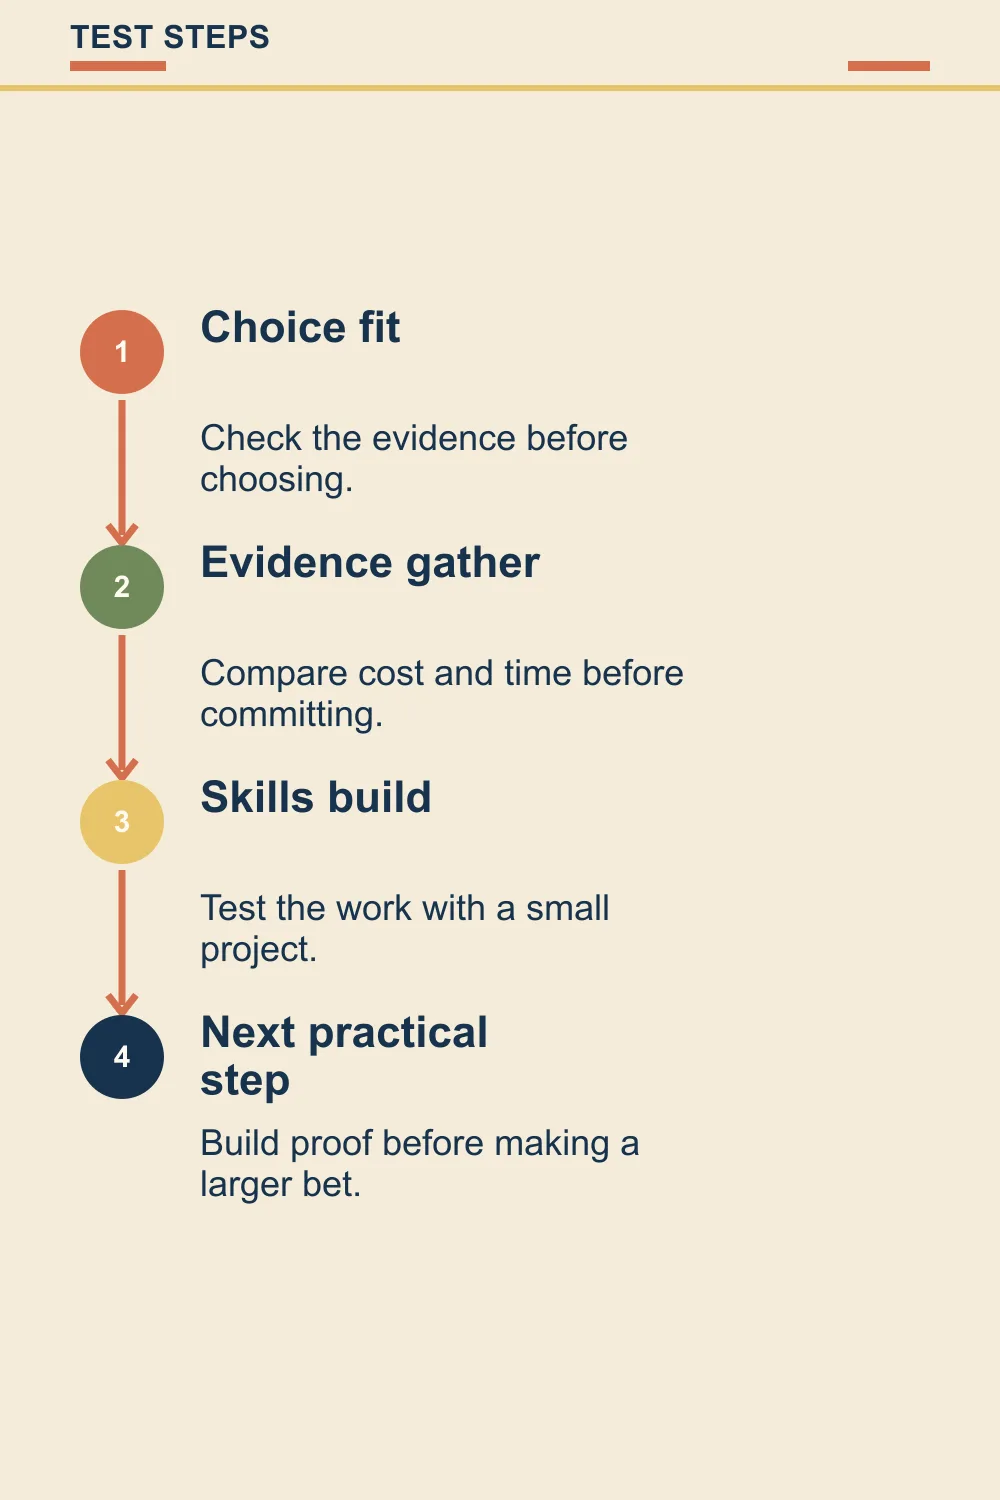 TEST STEPS
1
Choice fit
Check the evidence before
choosing.
2
Evidence gather
Compare cost and time before
committing.
3
Skills build
Test the work with a small
project.
4
Next practical
step
Build proof before making a
larger bet.